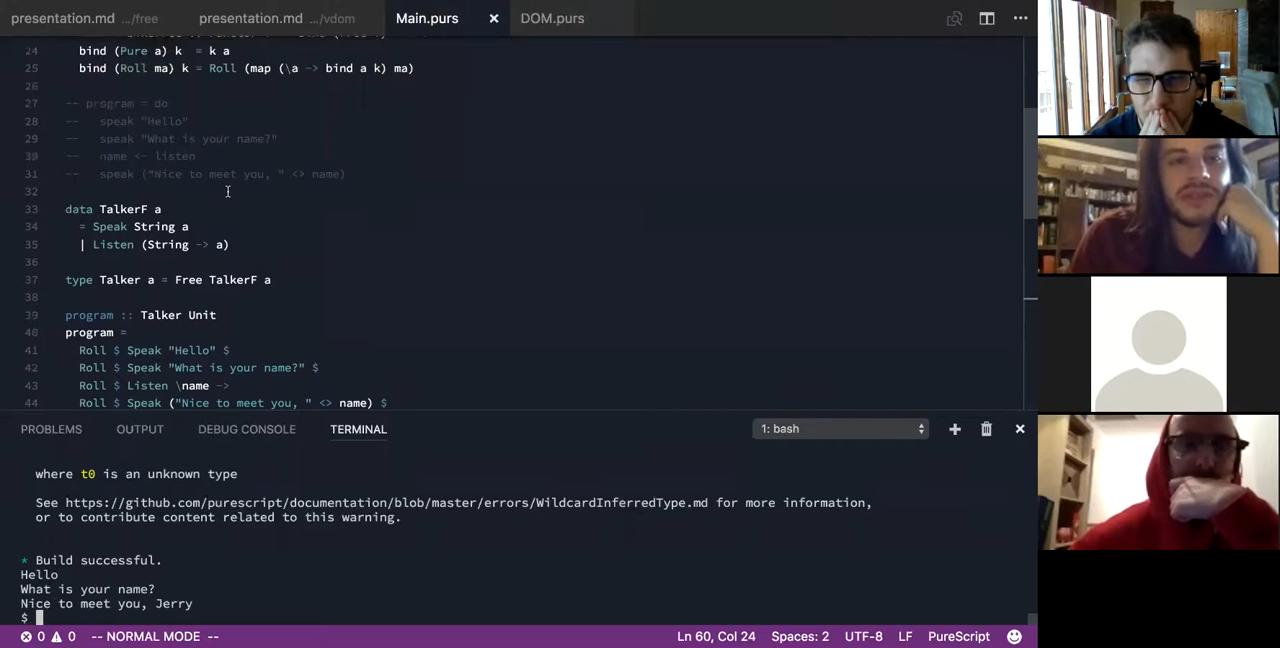 presentation.md .../free presentation.md .../vdom Main.purs × DOM.purs
24 bind (Pure a) k = k a
25 bind (Roll ma) k = Roll (map (\a -> bind a k) ma)
26
27 -- program = do
28 -- speak "Hello"
29 -- speak "What is your name?"
30 -- name <- listen
31 -- speak ("Nice to meet you, " <> name)
32
33 data TalkerF a
34 = Speak String a
35 | Listen (String -> a)
36
37 type Talker a = Free TalkerF a
38
39 program :: Talker Unit
40 program =
41 Roll $ Speak "Hello" $
42 Roll $ Speak "What is your name?" $
43 Roll $ Listen \name ->
44 Roll $ Speak ("Nice to meet you, " <> name) $
PROBLEMS OUTPUT DEBUG CONSOLE TERMINAL 1: bash
where t0 is an unknown type
See https://github.com/purescript/documentation/blob/master/errors/WildcardInferredType.md for more information,
or to contribute content related to this warning.
* Build successful.
Hello
What is your name?
Nice to meet you, Jerry
$
0 0 -- NORMAL MODE -- Ln 60, Col 24 Spaces: 2 UTF-8 LF PureScript